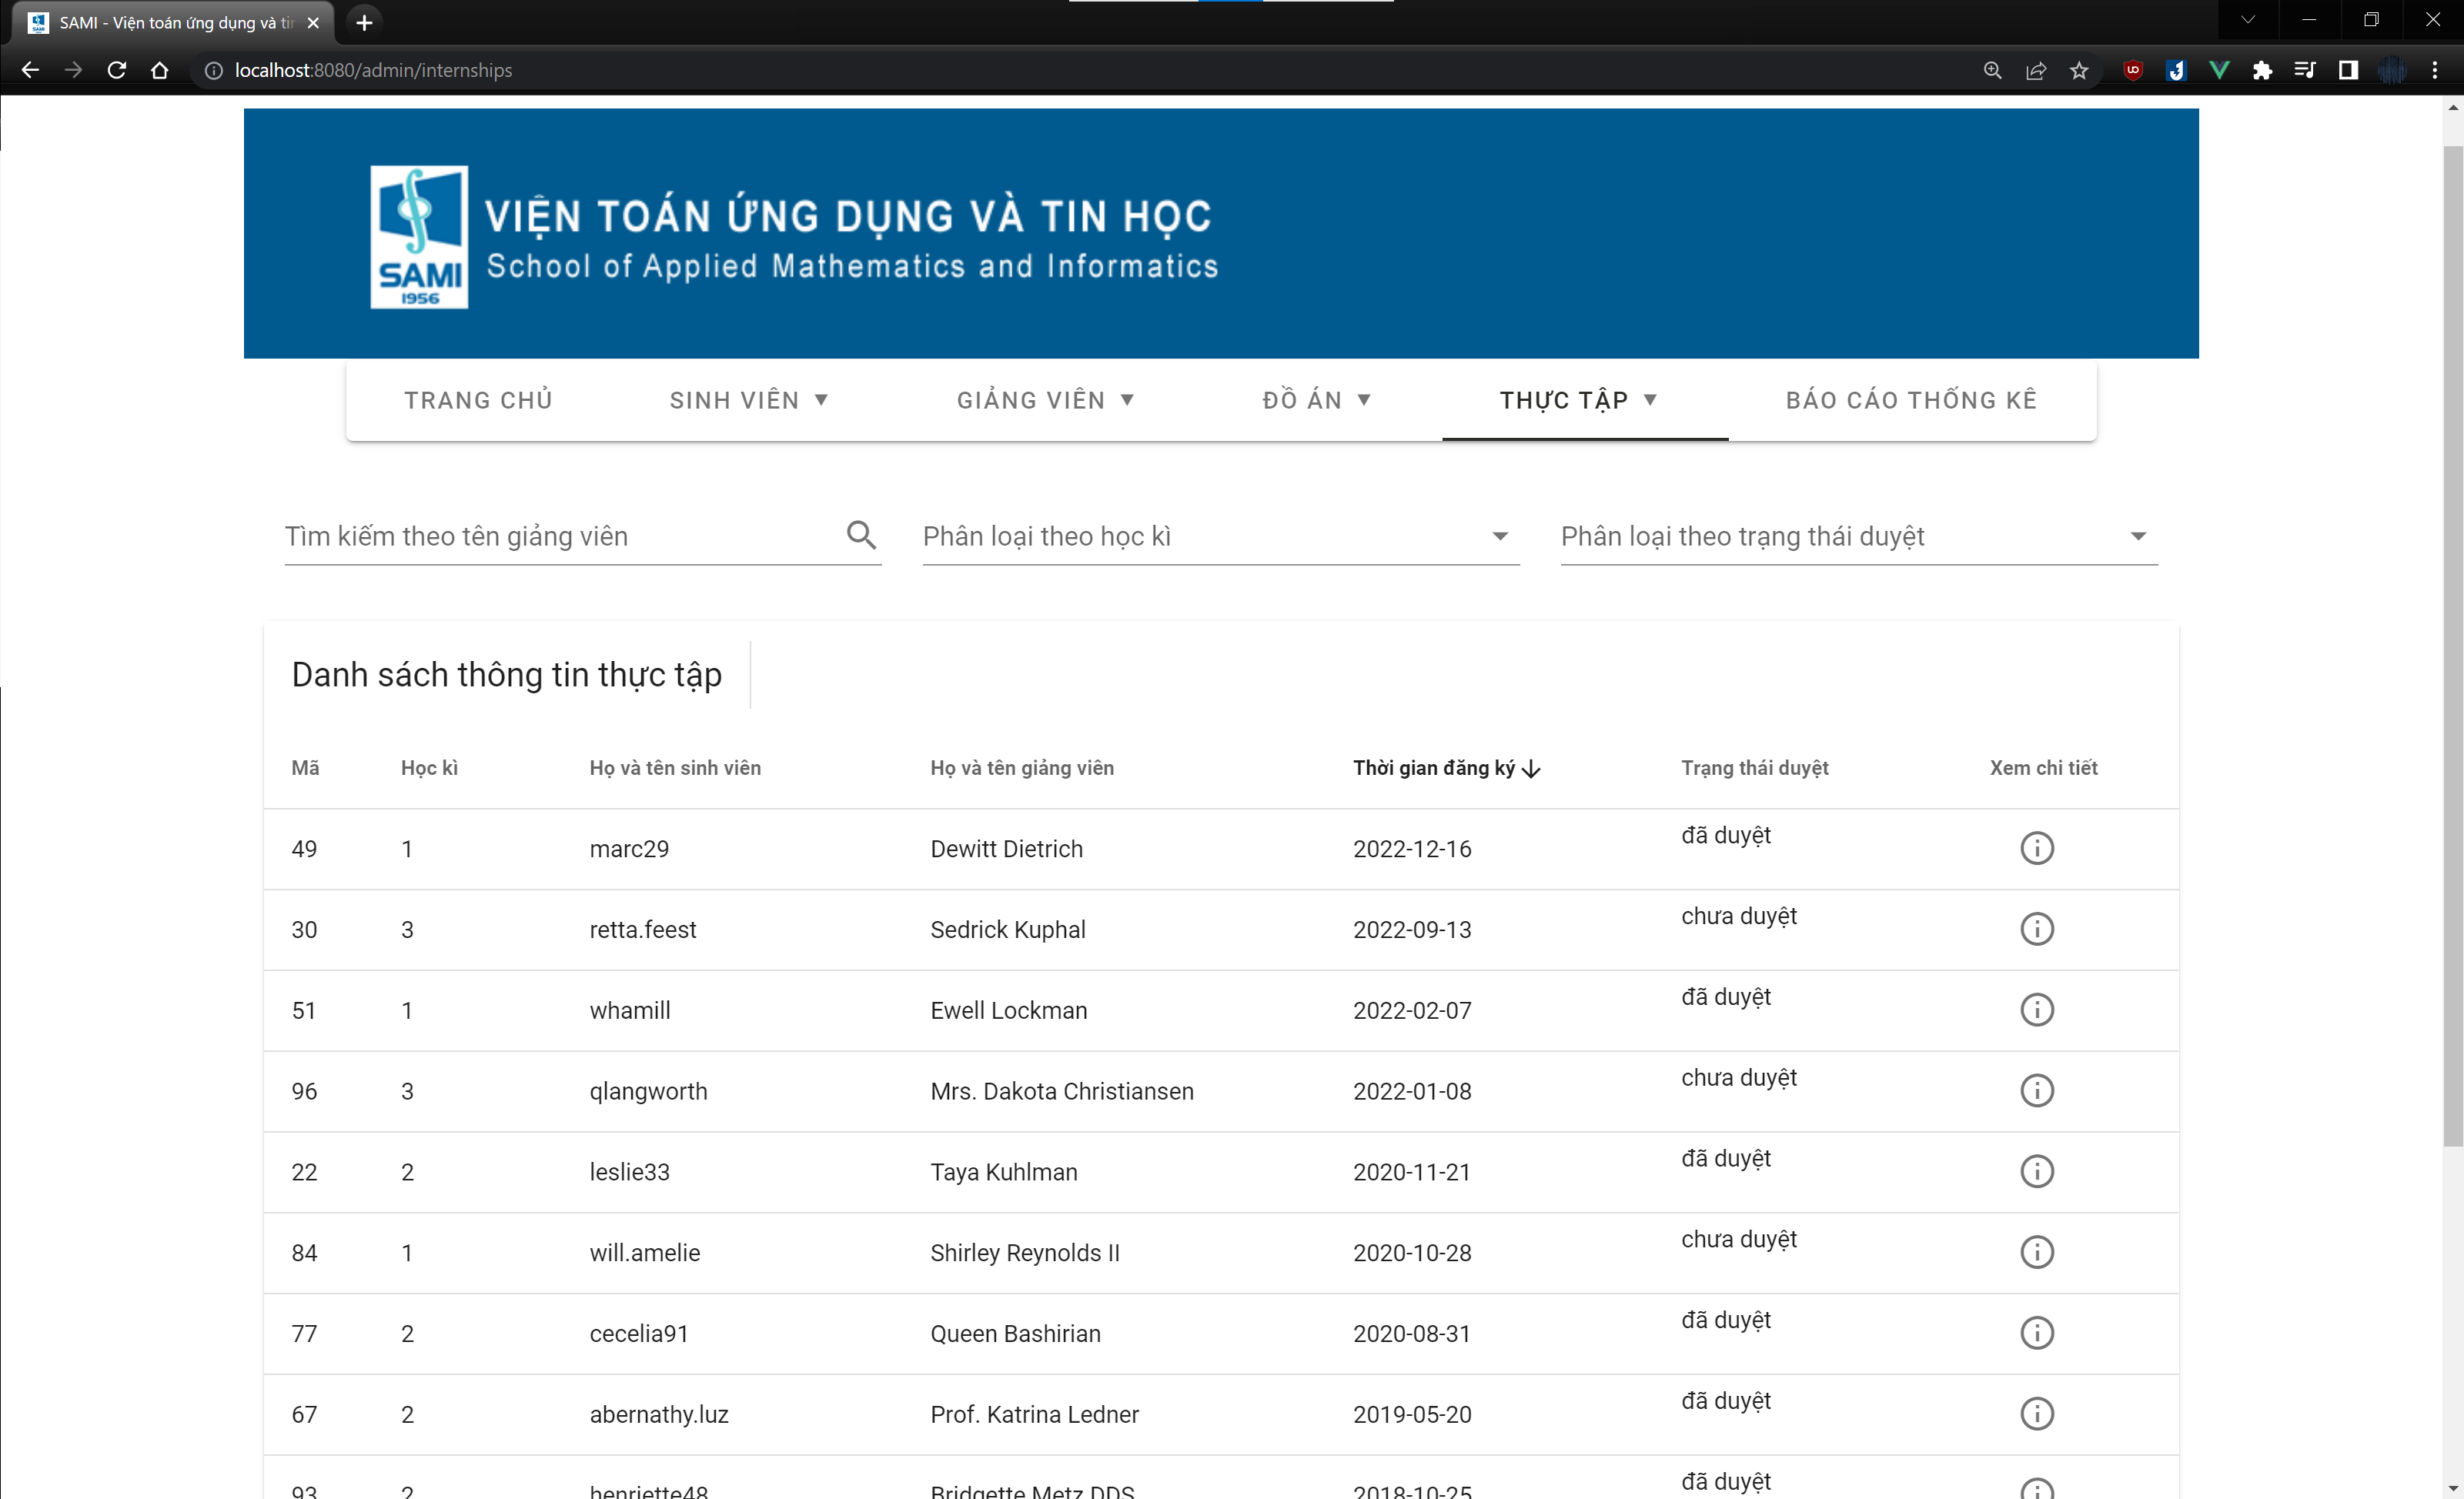 SAMI - Viện toán ứng dụng và tin
localhost:8080/admin/internships
VIỆN TOÁN ỨNG DỤNG VÀ TIN HỌC
School of Applied Mathematics and Informatics
SAMI
1956
TRANG CHỦ SINH VIÊN ▼ GIẢNG VIÊN ▼ ĐỒ ÁN ▼ THỰC TẬP ▼ BÁO CÁO THỐNG KÊ
Tìm kiếm theo tên giảng viên Phân loại theo học kì Phân loại theo trạng thái duyệt
Danh sách thông tin thực tập
Mã Học kì Họ và tên sinh viên Họ và tên giảng viên Thời gian đăng ký Trạng thái duyệt Xem chi tiết
49 1 marc29 Dewitt Dietrich 2022-12-16 đã duyệt
30 3 retta.feest Sedrick Kuphal 2022-09-13 chưa duyệt
51 1 whamill Ewell Lockman 2022-02-07 đã duyệt
96 3 qlangworth Mrs. Dakota Christiansen 2022-01-08 chưa duyệt
22 2 leslie33 Taya Kuhlman 2020-11-21 đã duyệt
84 1 will.amelie Shirley Reynolds II 2020-10-28 chưa duyệt
77 2 cecelia91 Queen Bashirian 2020-08-31 đã duyệt
67 2 abernathy.luz Prof. Katrina Ledner 2019-05-20 đã duyệt
93 2 henriette48 Bridgette Metz DDS 2018-10-25 đã duyệt